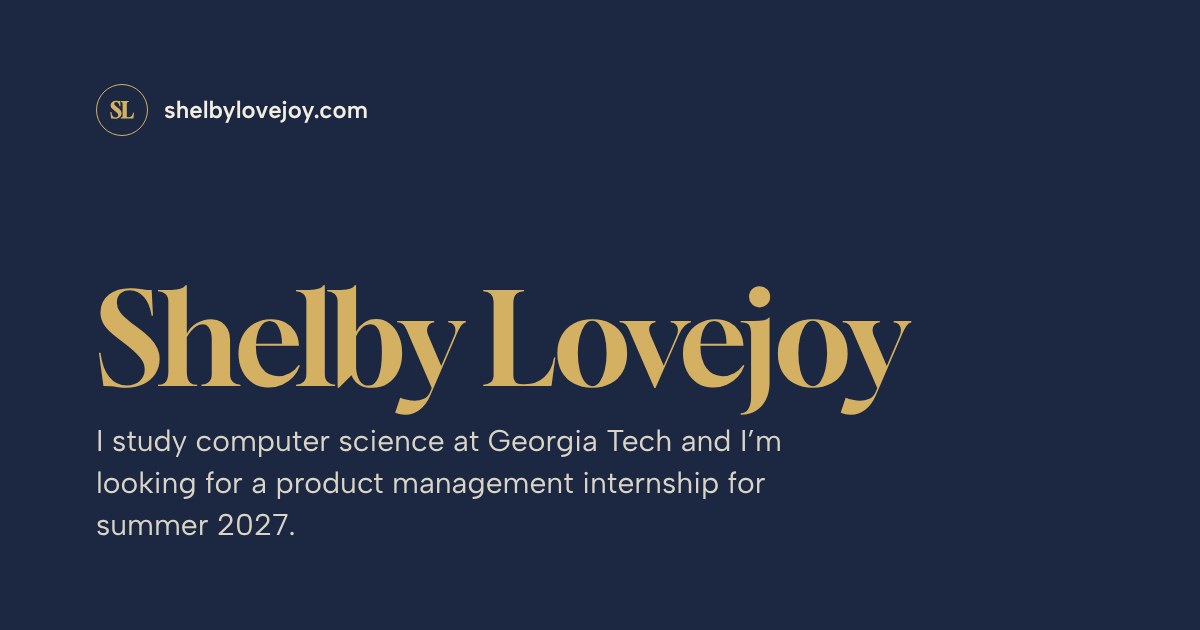 SL shelbylovejoy.com
Shelby Lovejoy
I study computer science at Georgia Tech and I’m
looking for a product management internship for
summer 2027.